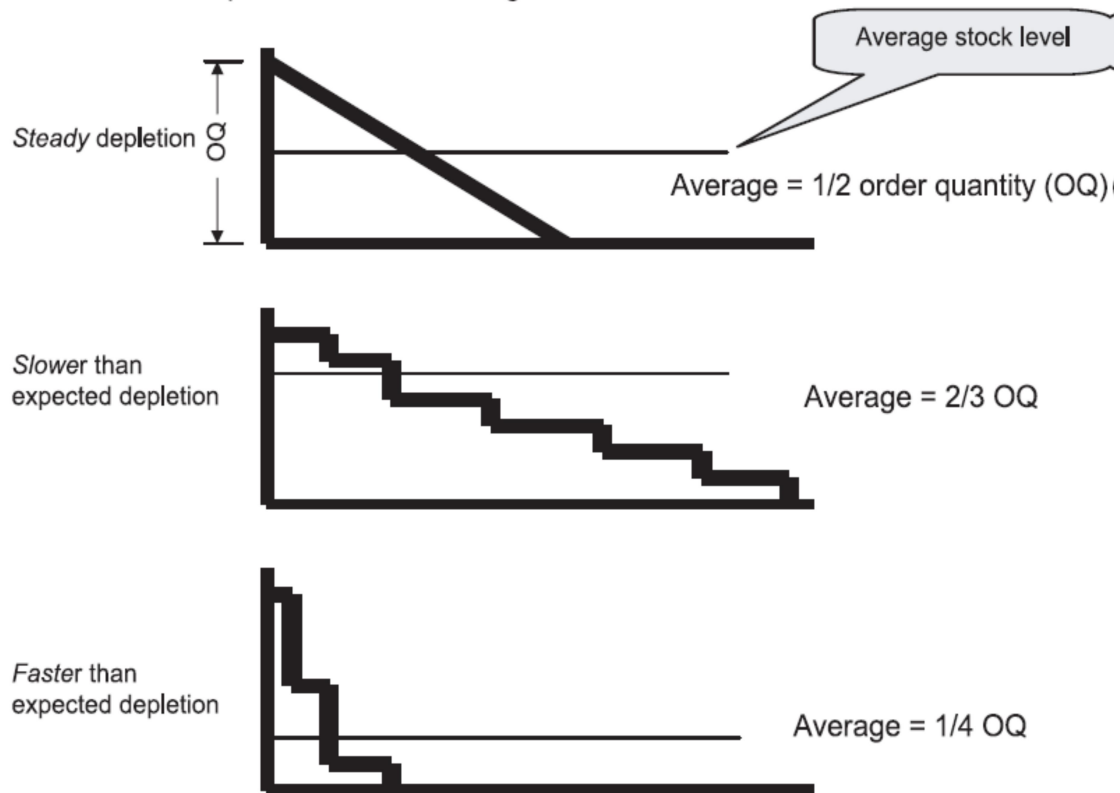 Average stock level
Steady depletion
OQ
Average = 1/2 order quantity (OQ)
Slower than
expected depletion
Average = 2/3 OQ
Faster than
expected depletion
Average = 1/4 OQ